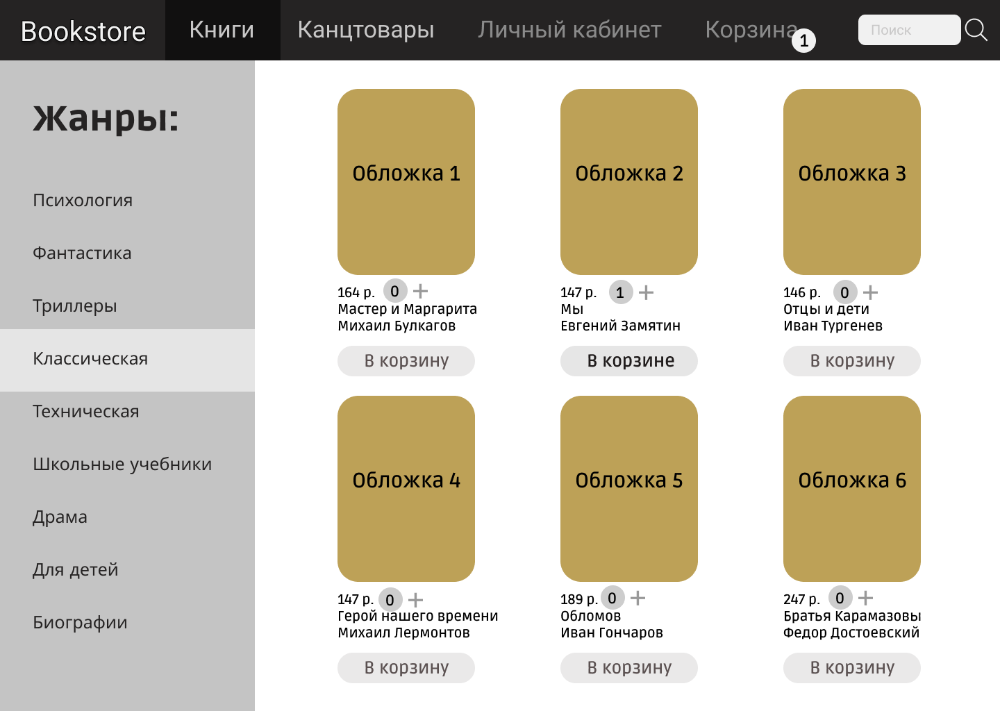 Bookstore
Книги
Канцтовары
Личный кабинет
Корзина
1
Поиск
Жанры:
Психология
Фантастика
Триллеры
Классическая
Техническая
Школьные учебники
Драма
Для детей
Биографии
Обложка 1
164 р. 0 +
Мастер и Маргарита
Михаил Булкагов
В корзину
Обложка 2
147 р. 1 +
Мы
Евгений Замятин
В корзине
Обложка 3
146 р. 0 +
Отцы и дети
Иван Тургенев
В корзину
Обложка 4
147 р. 0 +
Герой нашего времени
Михаил Лермонтов
В корзину
Обложка 5
189 р. 0 +
Обломов
Иван Гончаров
В корзину
Обложка 6
247 р. 0 +
Братья Карамазовы
Федор Достоевский
В корзину